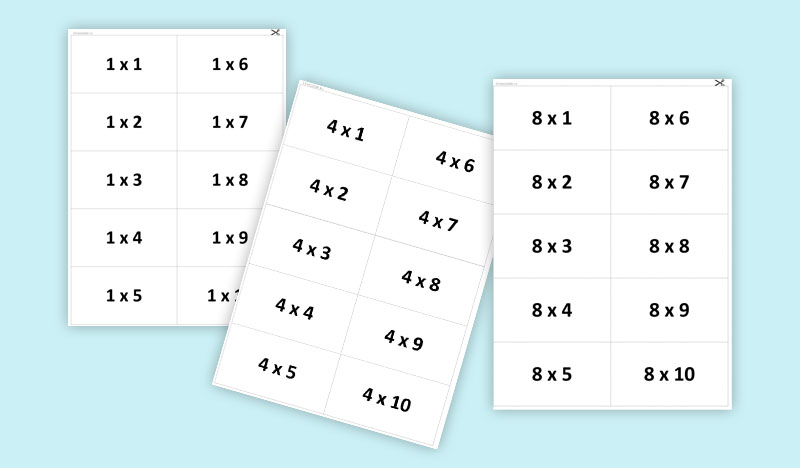 1 x 1
1 x 6
1 x 2
1 x 7
1 x 3
1 x 8
1 x 4
1 x 9
1 x 5
1 x
4 x 1
4 x 6
4 x 2
4 x 7
4 x 3
4 x 8
4 x 4
4 x 9
4 x 5
4 x 10
8 x 1
8 x 6
8 x 2
8 x 7
8 x 3
8 x 8
8 x 4
8 x 9
8 x 5
8 x 10